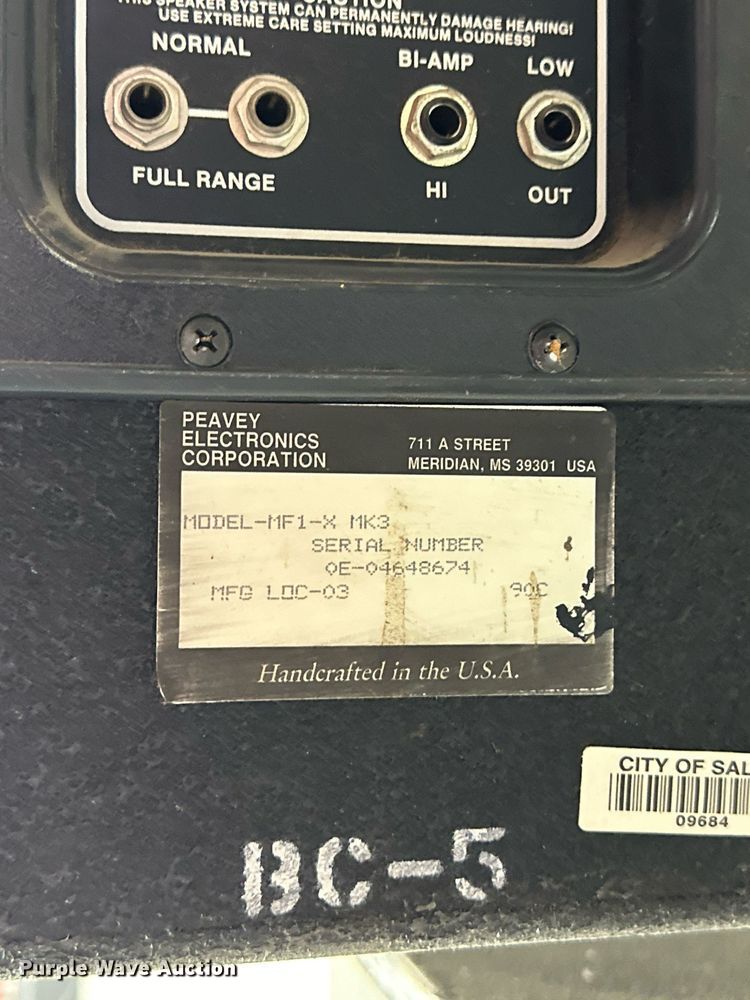 CAUTION
THIS SPEAKER SYSTEM CAN PERMANENTLY DAMAGE HEARING!
USE EXTREME CARE SETTING MAXIMUM LOUDNESS!
NORMAL BI-AMP LOW
FULL RANGE HI OUT
PEAVEY
ELECTRONICS
CORPORATION
711 A STREET
MERIDIAN, MS 39301 USA
MODEL-MF1-X MK3
SERIAL NUMBER
0E-04648674
MFG LOC-03 90C
Handcrafted in the U.S.A.
CITY OF SAL
09684
BC-5
Purple Wave Auction